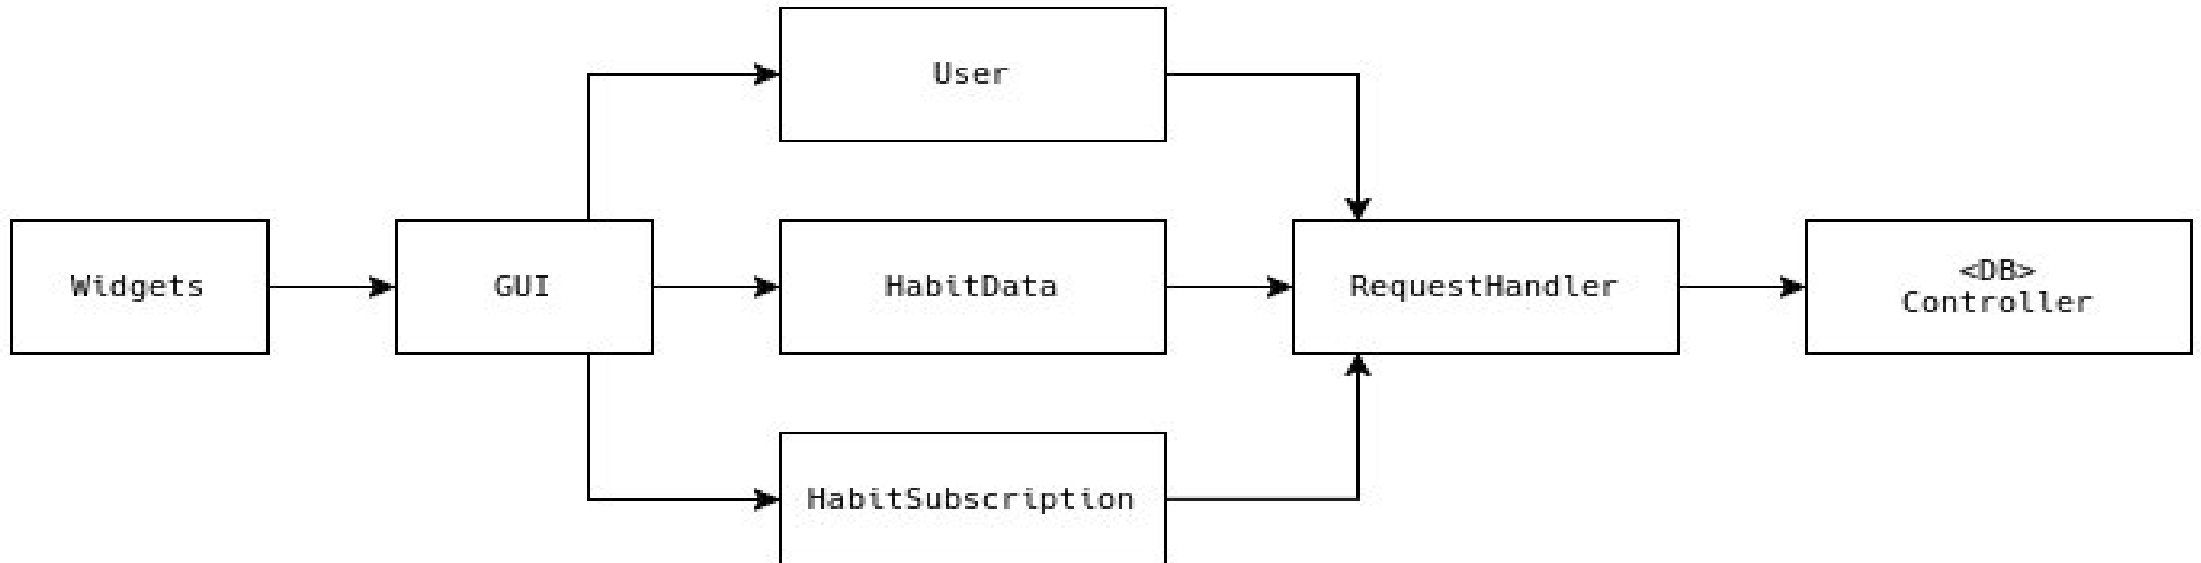 User
Widgets
GUI
HabitData
RequestHandler
<DB>
Controller
HabitSubscription